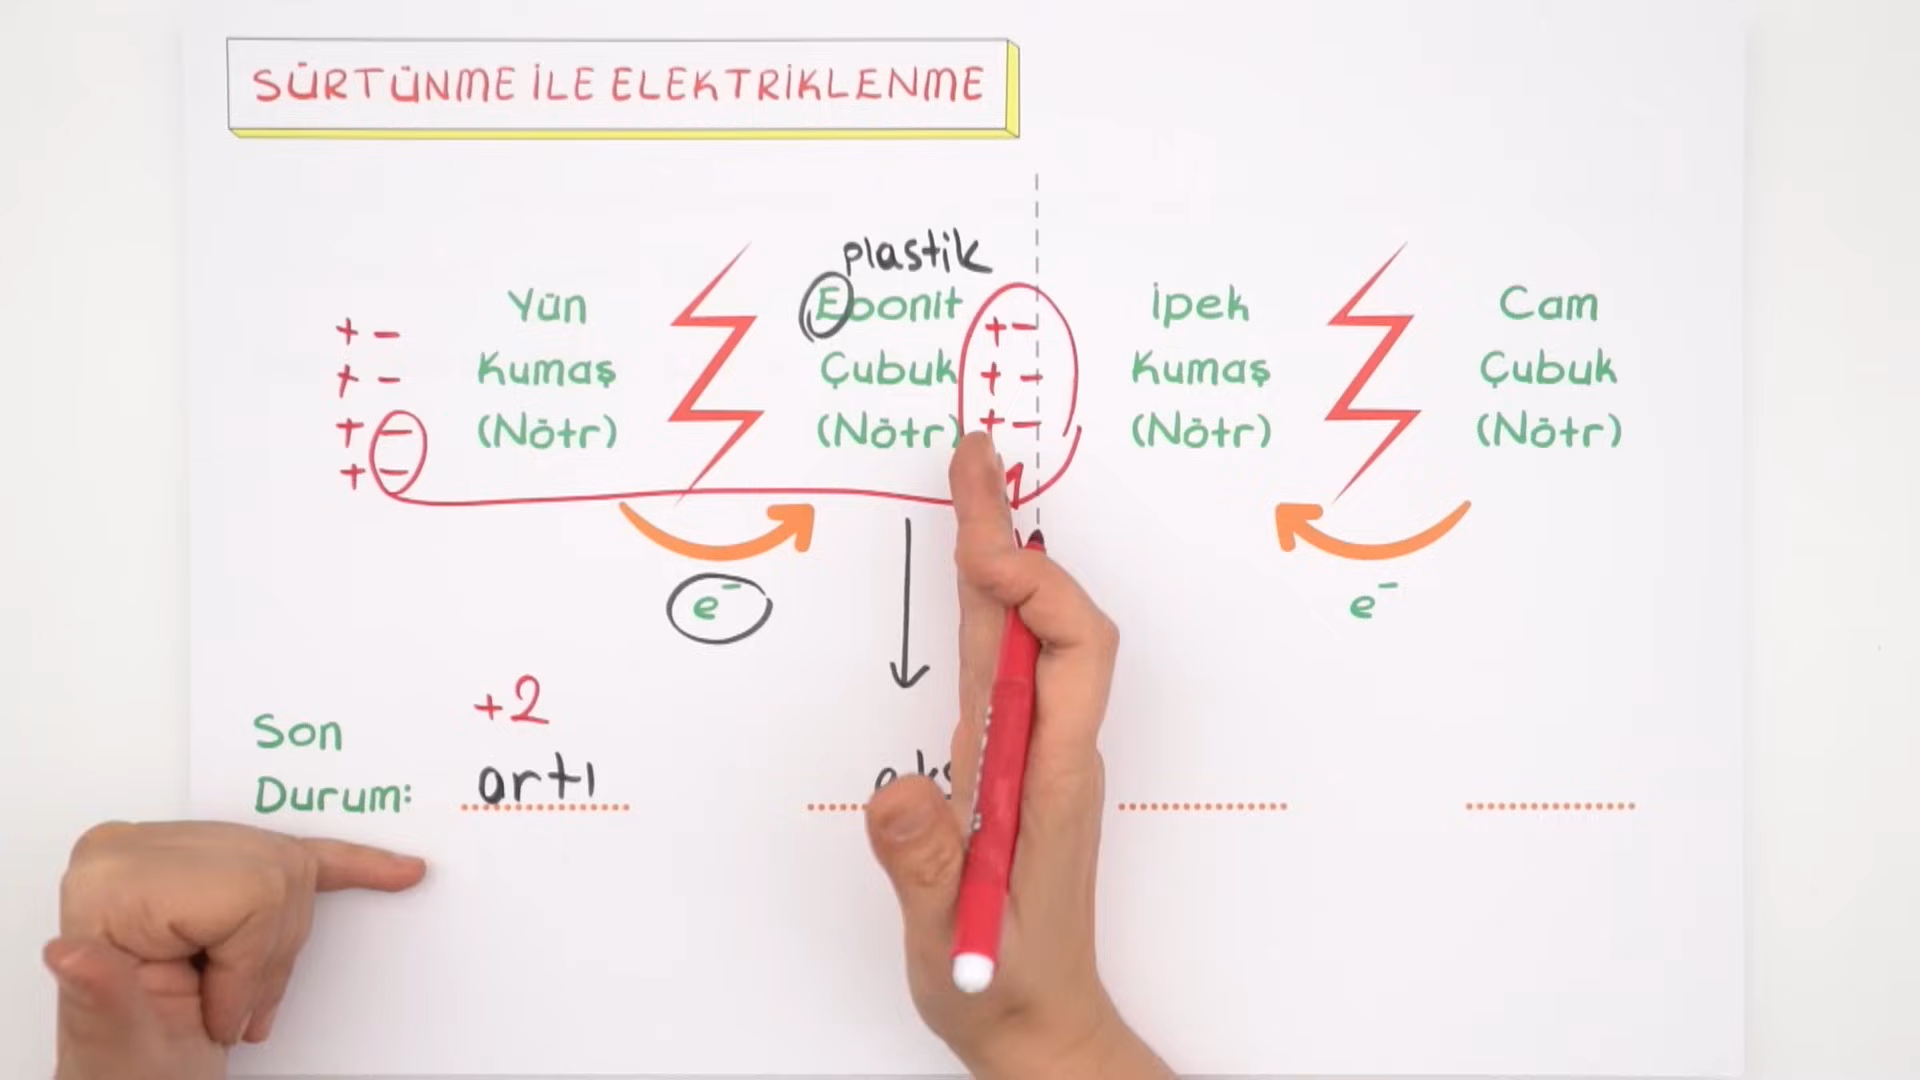 SÜRTÜNME İLE ELEKTRİKLENME
plastik
Yün
Kumaş
(Nötr)
Ebonit
Çubuk
(Nötr)
İpek
Kumaş
(Nötr)
Cam
Çubuk
(Nötr)
+ -
+ -
+ -
+ -
+ -
+ -
+ -
e⁻
e⁻
+2
Son
Durum:
artı